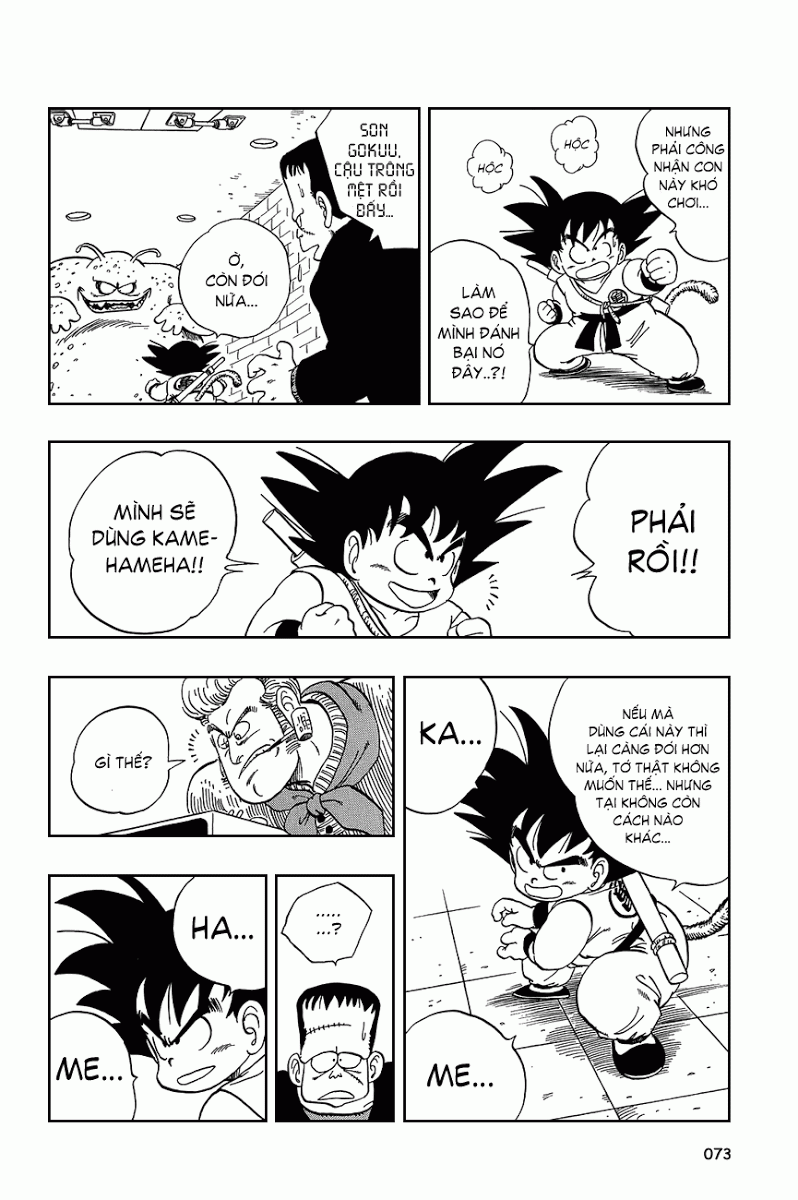 NHƯNG
PHẢI CÔNG
NHẬN CON
NÀY KHÓ
CHƠI...
HỘC
HỘC
LÀM
SAO ĐỂ
MÌNH ĐÁNH
BẠI NÓ
ĐÂY..?!
SON
GOKUU,
CẬU TRÔNG
MỆT RỒI
ĐẤY...
Ờ,
CÒN ĐÓI
NỮA...
PHẢI
RỒI!!
MÌNH SẼ
DÙNG KAME-
HAMEHA!!
NẾU MÀ
DÙNG CÁI NÀY THÌ
LẠI CÀNG ĐÓI HƠN
NỮA, TỚ THẬT KHÔNG
MUỐN THẾ... NHƯNG
TẠI KHÔNG CÒN
CÁCH NÀO
KHÁC...
KA...
ME...
GÌ THẾ?
.....
...?
HA...
ME...
073